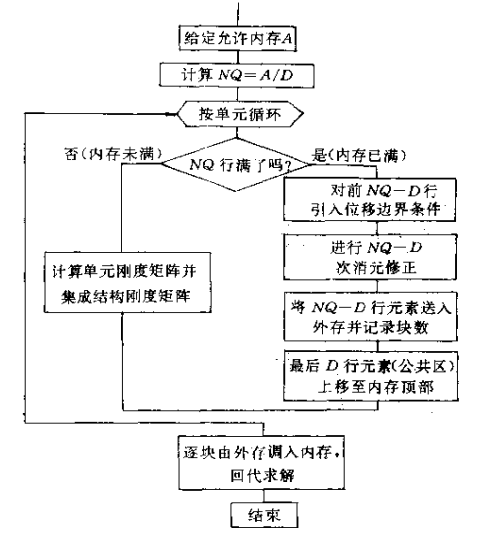 给定允许内存A
计算 NQ=A/D
按单元循环
否(内存未满)
NQ 行满了吗?
是(内存已满)
对前 NQ-D 行
引入位移边界条件
进行 NQ-D
次消元修正
计算单元刚度矩阵并
集成结构刚度矩阵
将 NQ-D 行元素送入
外存并记录块数
最后 D 行元素(公共区)
上移至内存顶部
逐块由外存调入内存,
回代求解
结束